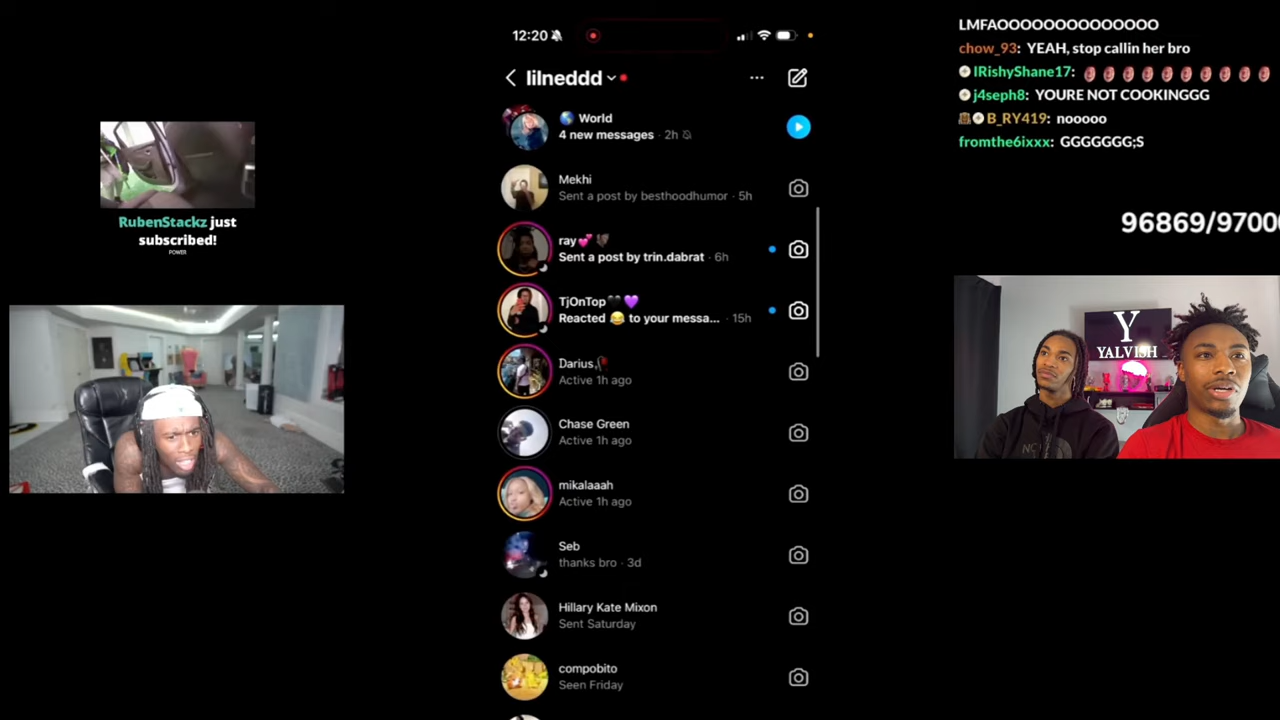 RubenStackz just
subscribed!
POWER
12:20
lilneddd
World
4 new messages · 2h
Mekhi
Sent a post by besthoodhumor · 5h
ray
Sent a post by trin.dabrat · 6h
TjOnTop
Reacted 😂 to your messa... · 15h
Darius,
Active 1h ago
Chase Green
Active 1h ago
mikalaaah
Active 1h ago
Seb
thanks bro · 3d
Hillary Kate Mixon
Sent Saturday
compobito
Seen Friday
LMFAOOOOOOOOOOOOOO
chow_93: YEAH, stop callin her bro
IRishyShane17:
j4seph8: YOURE NOT COOKINGGG
B_RY419: nooooo
fromthe6ixxx: GGGGGGG;S
96869/9700
Y
YALVISH